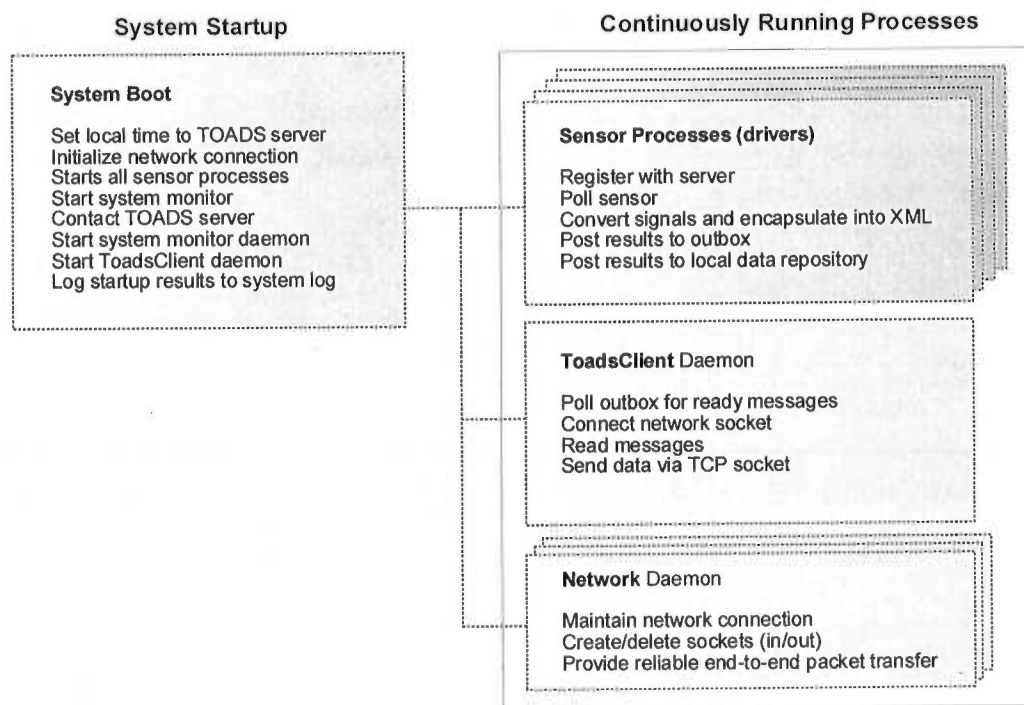 System Startup
Continuously Running Processes
System Boot
Set local time to TOADS server
Initialize network connection
Starts all sensor processes
Start system monitor
Contact TOADS server
Start system monitor daemon
Start ToadsClient daemon
Log startup results to system log
Sensor Processes (drivers)
Register with server
Poll sensor
Convert signals and encapsulate into XML
Post results to outbox
Post results to local data repository
ToadsClient Daemon
Poll outbox for ready messages
Connect network socket
Read messages
Send data via TCP socket
Network Daemon
Maintain network connection
Create/delete sockets (in/out)
Provide reliable end-to-end packet transfer